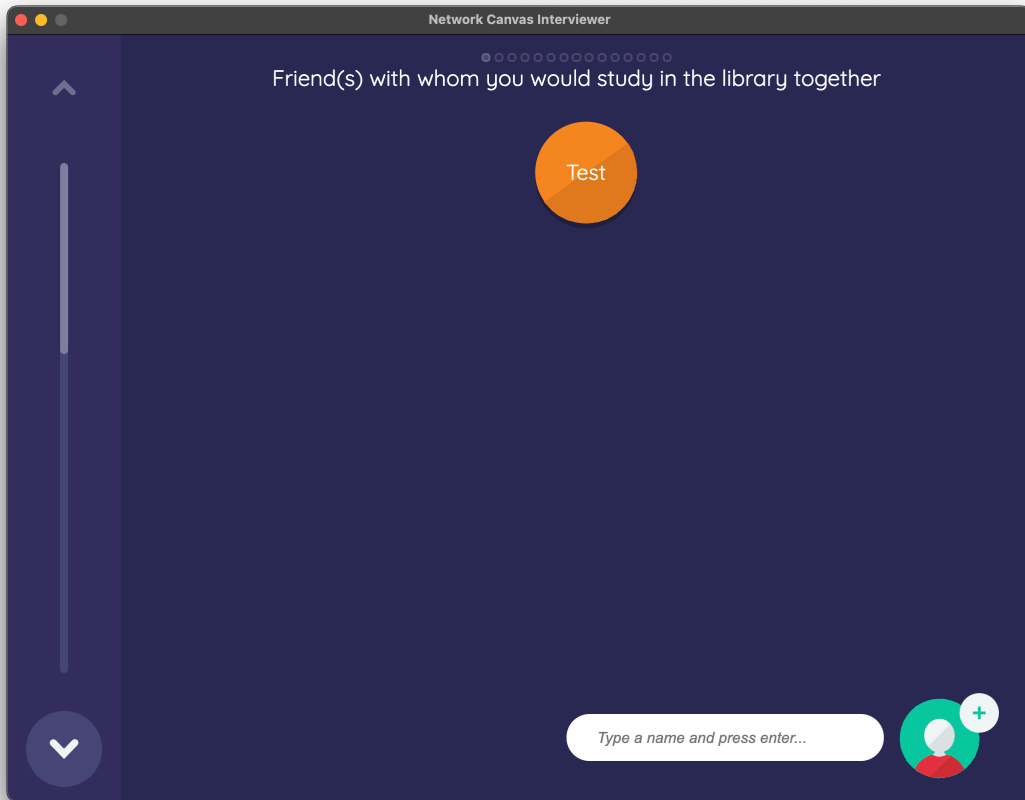 Network Canvas Interviewer
Friend(s) with whom you would study in the library together
Test
Type a name and press enter...